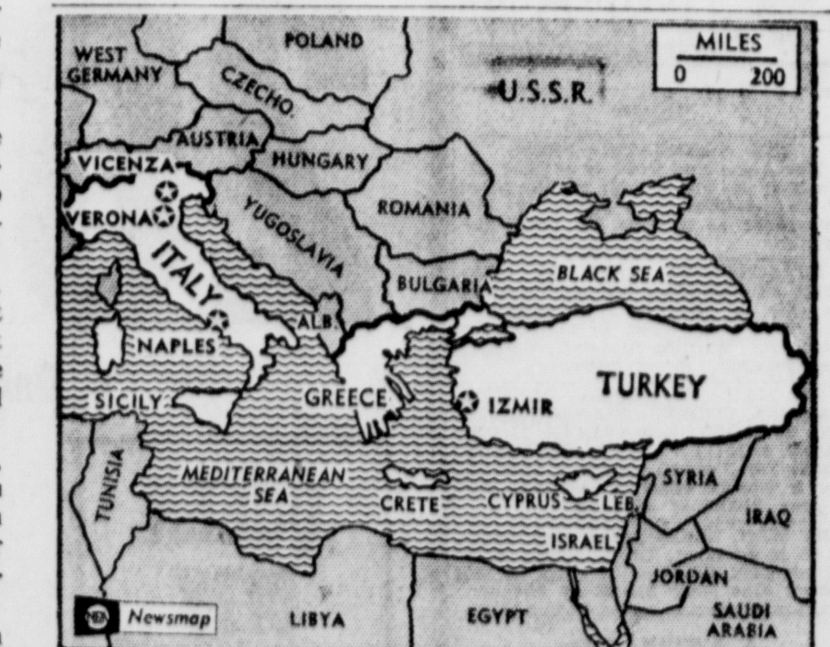 MILES
0 200
POLAND
WEST
GERMANY
CZECHO.
U.S.S.R.
AUSTRIA
VICENZA
HUNGARY
VERONA
YUGOSLAVIA
ROMANIA
ITALY
BLACK SEA
BULGARIA
ALB.
NAPLES
SICILY
GREECE
TURKEY
IZMIR
TUNISIA
MEDITERRANEAN
SEA
CRETE
CYPRUS
LEB.
SYRIA
IRAQ
ISRAEL
JORDAN
SAUDI
ARABIA
NEA Newsmap
LIBYA
EGYPT